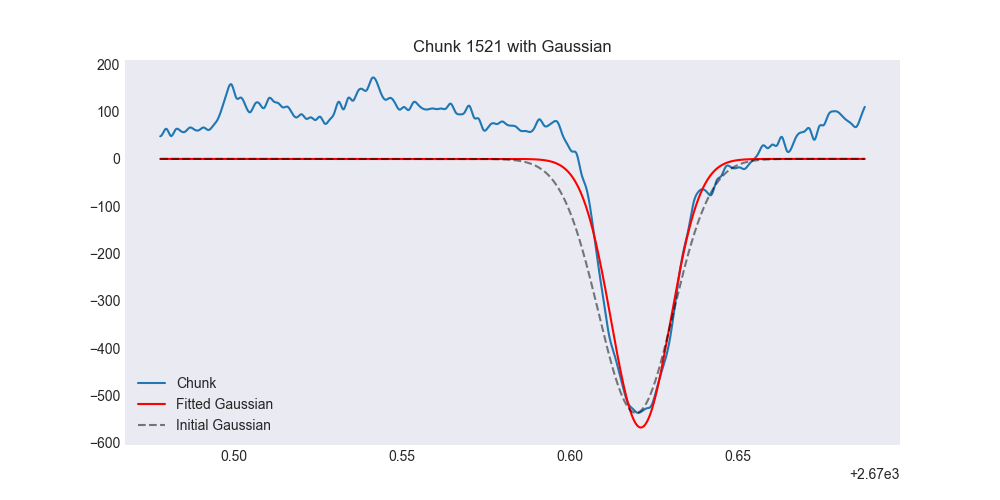 Chunk 1521 with Gaussian
200
100
0
−100
−200
−300
−400
−500
−600
Chunk
Fitted Gaussian
Initial Gaussian
0.50 0.55 0.60 0.65
+2.67e3